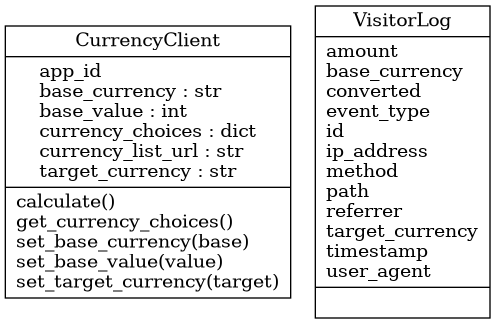 CurrencyClient
app_id
base_currency : str
base_value : int
currency_choices : dict
currency_list_url : str
target_currency : str
calculate()
get_currency_choices()
set_base_currency(base)
set_base_value(value)
set_target_currency(target)
VisitorLog
amount
base_currency
converted
event_type
id
ip_address
method
path
referrer
target_currency
timestamp
user_agent